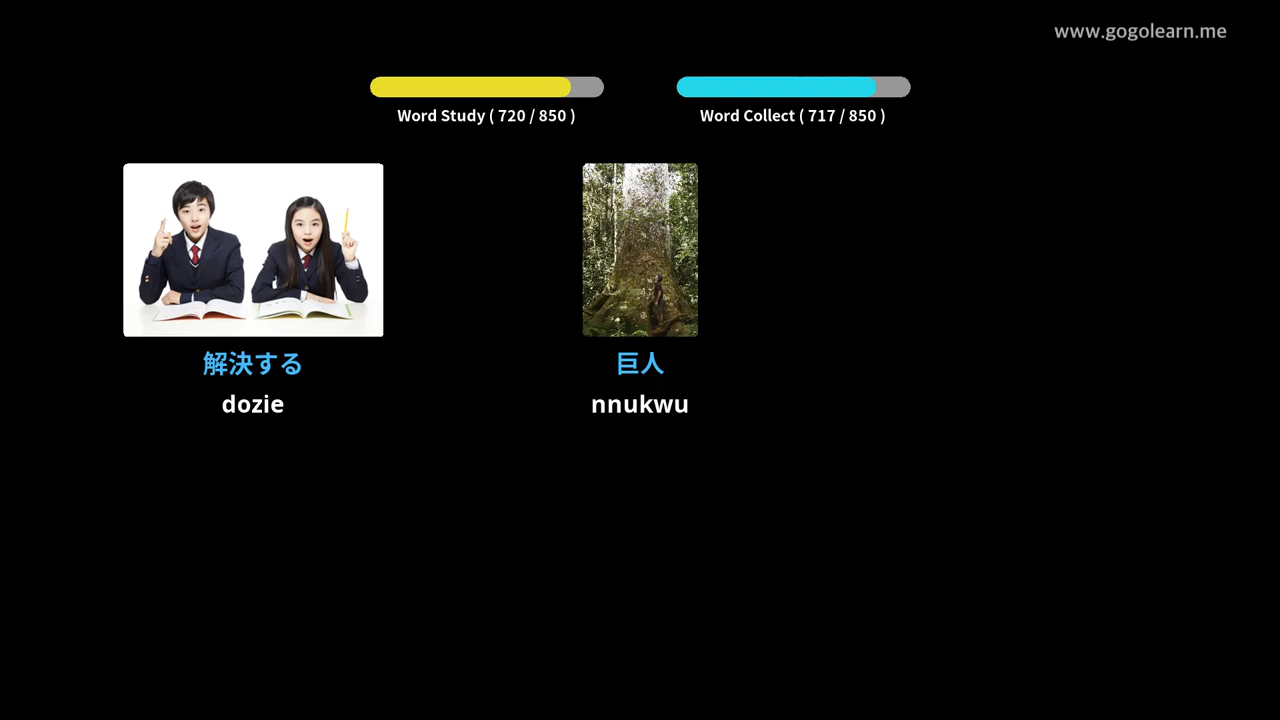 www.gogolearn.me
Word Study ( 720 / 850 )
Word Collect ( 717 / 850 )
解決する
巨人
dozie
nnukwu